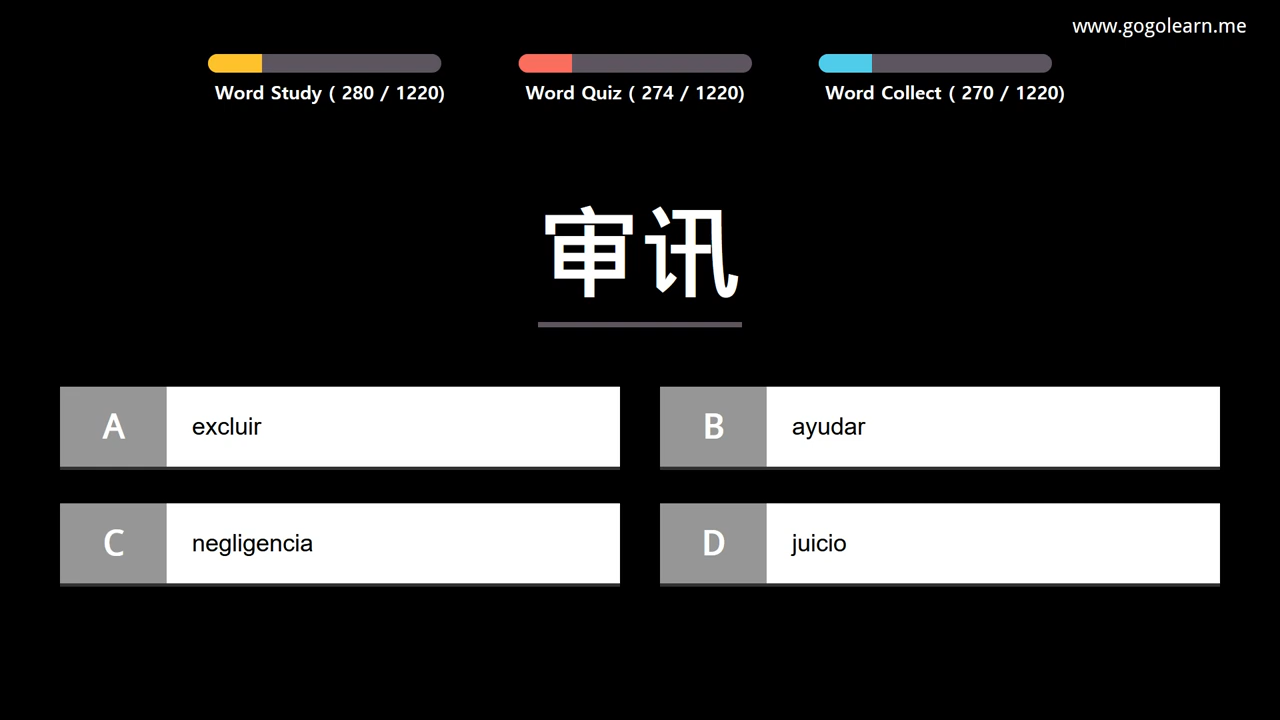 www.gogolearn.me
Word Study ( 280 / 1220)
Word Quiz ( 274 / 1220)
Word Collect ( 270 / 1220)
审讯
A excluir
B ayudar
C negligencia
D juicio